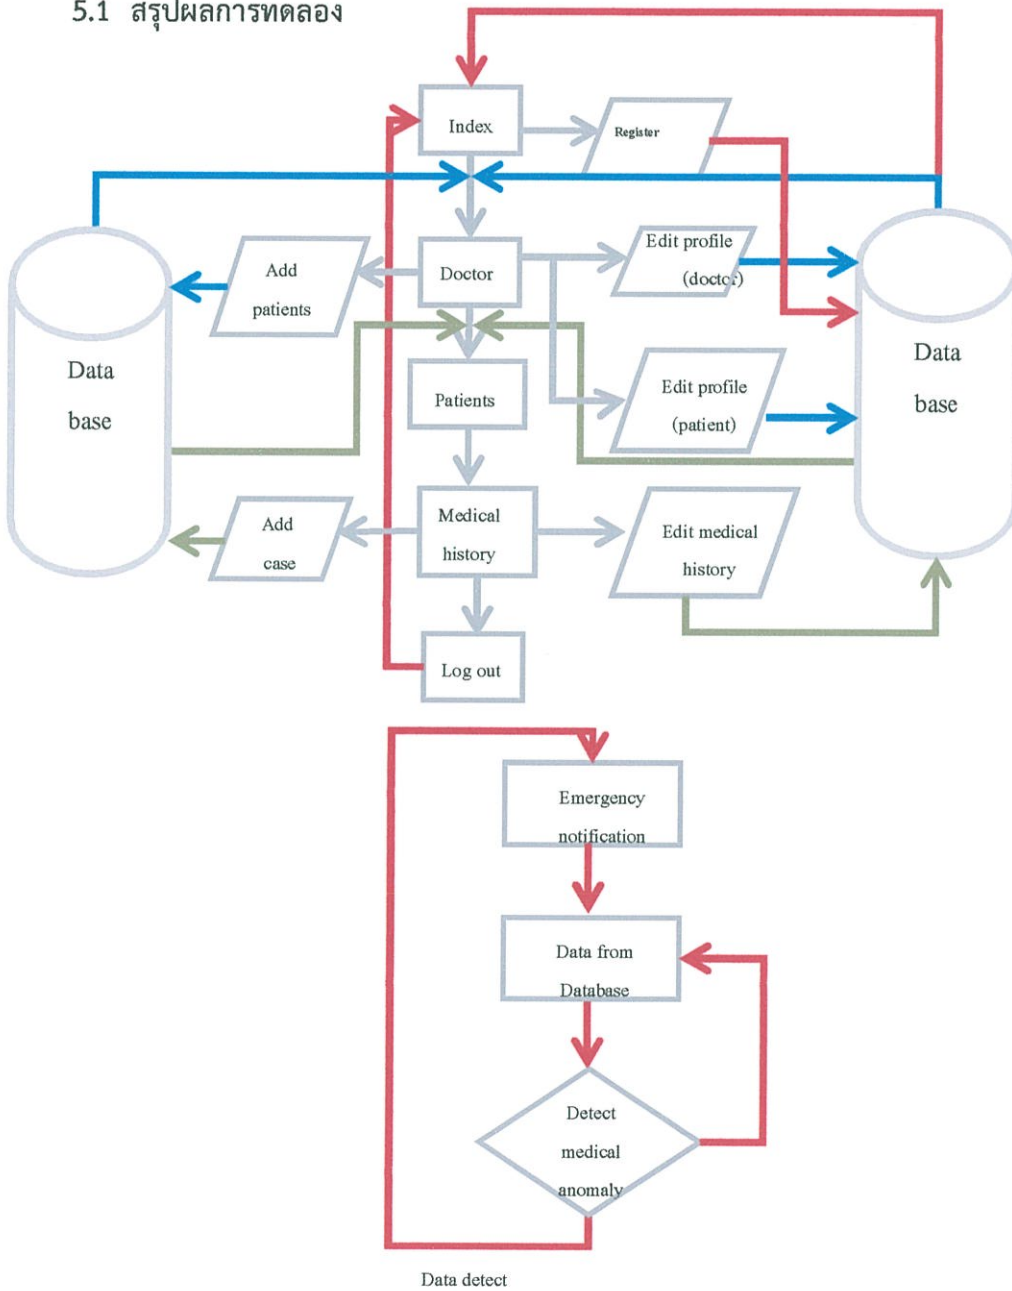 5.1 สรุปผลการทดลอง
Index
Register
Add
patients
Doctor
Edit profile
(doctor)
Data
base
Data
base
Patients
Edit profile
(patient)
Add
case
Medical
history
Edit medical
history
Log out
Emergency
notification
Data from
Database
Detect
medical
anomaly
Data detect